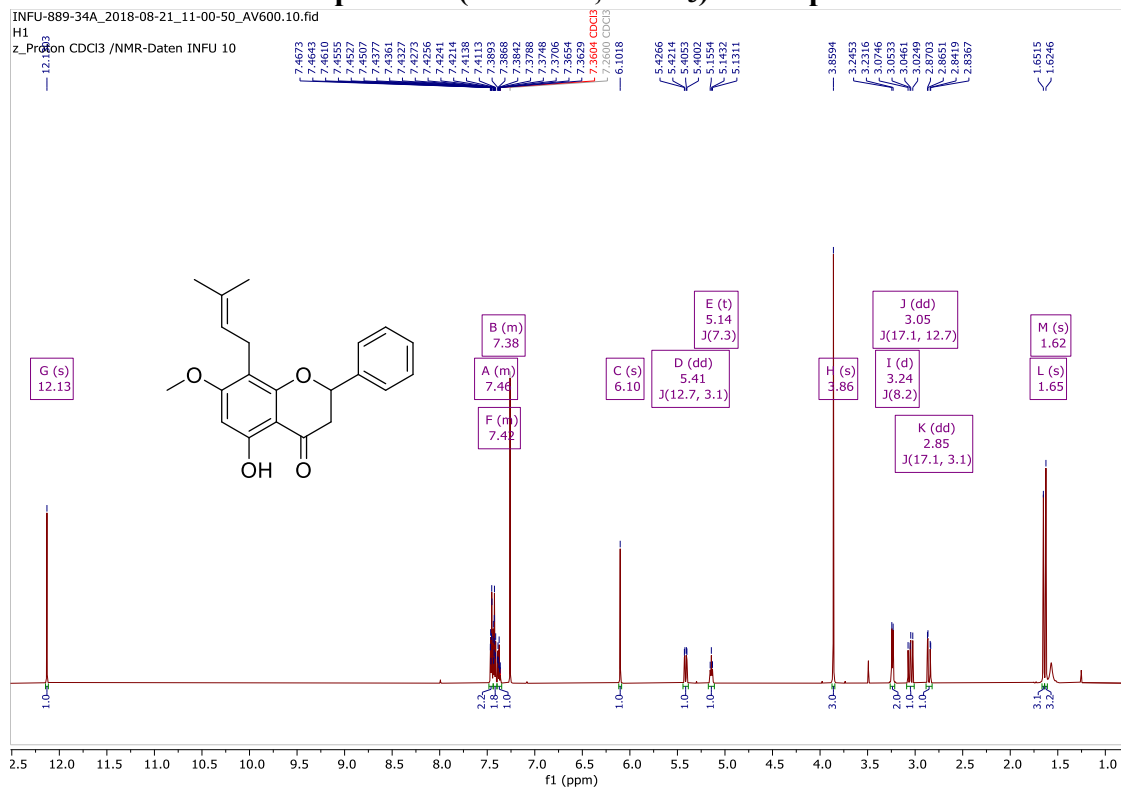 INFU-889-34A_2018-08-21_11-00-50_AV600.10.fid
H1
z_Proton CDCl3 /NMR-Daten INFU 10
7.4673
7.4643
7.4610
7.4555
7.4527
7.4507
7.4377
7.4361
7.4327
7.4273
7.4256
7.4241
7.4214
7.4138
7.4113
7.3893
7.3868
7.3842
7.3788
7.3748
7.3706
7.3654
7.3629
7.3604 CDCl3
7.2600 CDCl3
6.1018
5.4266
5.4214
5.4053
5.4002
5.1554
5.1432
5.1311
3.8594
3.2453
3.2316
3.0746
3.0533
3.0461
3.0249
2.8703
2.8651
2.8419
2.8367
1.6515
1.6246
E (t)
5.14
J(7.3)
J (dd)
3.05
J(17.1, 12.7)
B (m)
7.38
M (s)
1.62
G (s)
12.13
A (m)
7.46
C (s)
6.10
D (dd)
5.41
J(12.7, 3.1)
H (s)
3.86
I (d)
3.24
J(8.2)
L (s)
1.65
F (m)
7.42
K (dd)
2.85
J(17.1, 3.1)
O
O
OH
O
1.0
2.2
1.8
1.0
1.0
1.0
1.0
3.0
2.0
1.0
1.0
3.1
3.2
2.5 12.0 11.5 11.0 10.5 10.0 9.5 9.0 8.5 8.0 7.5 7.0 6.5 6.0 5.5 5.0 4.5 4.0 3.5 3.0 2.5 2.0 1.5 1.0
f1 (ppm)